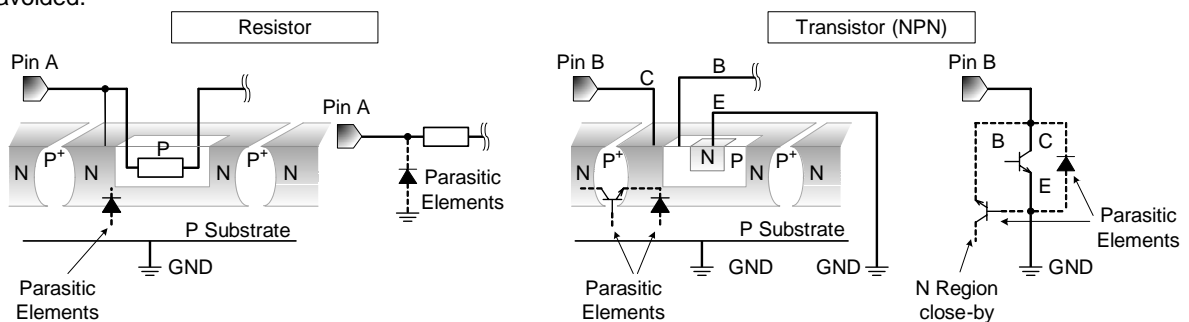 avoided.
Resistor
Pin A
N
P+
N
P
N
P+
N
Parasitic
Elements
P Substrate
GND
Pin A
Parasitic
Elements
Transistor (NPN)
Pin B
C
B
E
N
P+
N
N
P
N
P+
N
P Substrate
Parasitic
Elements
GND
GND
Pin B
B
C
E
Parasitic
Elements
GND
N Region
close-by